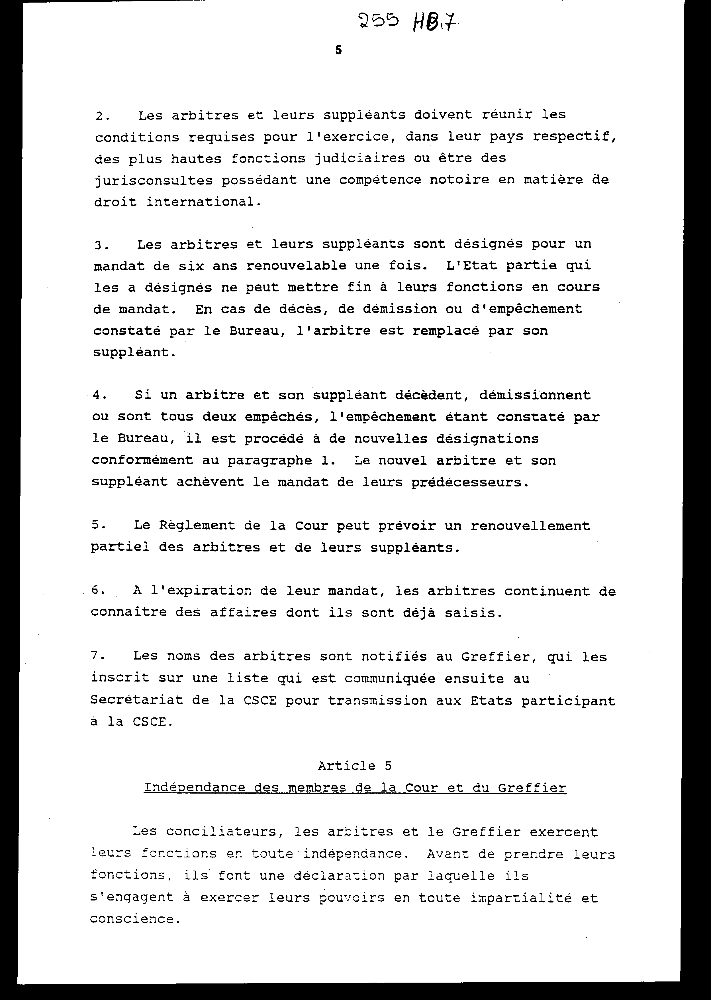 255 HB.7
5
2. Les arbitres et leurs suppléants doivent réunir les
conditions requises pour l'exercice, dans leur pays respectif,
des plus hautes fonctions judiciaires ou être des
jurisconsultes possédant une compétence notoire en matière de
droit international.
3. Les arbitres et leurs suppléants sont désignés pour un
mandat de six ans renouvelable une fois. L'Etat partie qui
les a désignés ne peut mettre fin à leurs fonctions en cours
de mandat. En cas de décès, de démission ou d'empêchement
constaté par le Bureau, l'arbitre est remplacé par son
suppléant.
4. Si un arbitre et son suppléant décèdent, démissionnent
ou sont tous deux empêchés, l'empêchement étant constaté par
le Bureau, il est procédé à de nouvelles désignations
conformément au paragraphe 1. Le nouvel arbitre et son
suppléant achèvent le mandat de leurs prédécesseurs.
5. Le Règlement de la Cour peut prévoir un renouvellement
partiel des arbitres et de leurs suppléants.
6. A l'expiration de leur mandat, les arbitres continuent de
connaître des affaires dont ils sont déjà saisis.
7. Les noms des arbitres sont notifiés au Greffier, qui les
inscrit sur une liste qui est communiquée ensuite au
Secrétariat de la CSCE pour transmission aux Etats participant
à la CSCE.
Article 5
Indépendance des membres de la Cour et du Greffier
Les conciliateurs, les arbitres et le Greffier exercent
leurs fonctions en toute indépendance. Avant de prendre leurs
fonctions, ils font une déclaration par laquelle ils
s'engagent à exercer leurs pouvoirs en toute impartialité et
conscience.